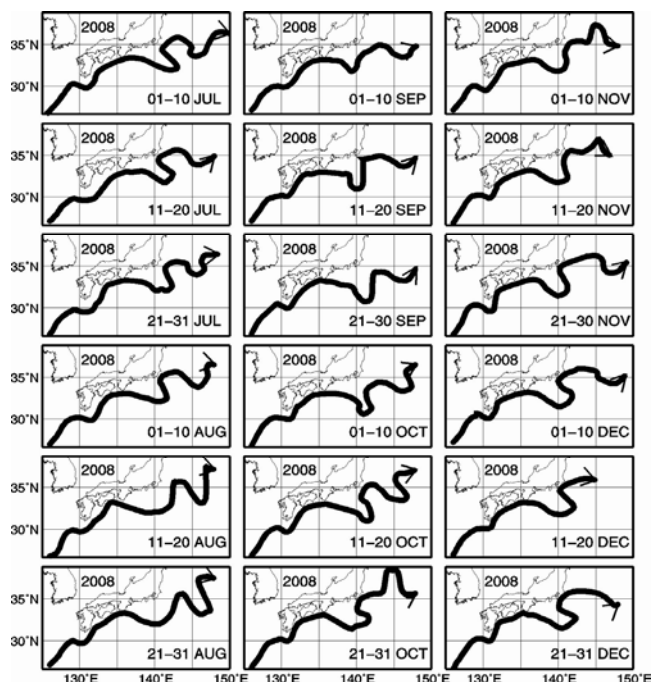 2008 2008 2008
35°N
30°N
01–10 JUL 01–10 SEP 01–10 NOV
2008 2008 2008
35°N
30°N
11–20 JUL 11–20 SEP 11–20 NOV
2008 2008 2008
35°N
30°N
21–31 JUL 21–30 SEP 21–30 NOV
2008 2008 2008
35°N
30°N
01–10 AUG 01–10 OCT 01–10 DEC
2008 2008 2008
35°N
30°N
11–20 AUG 11–20 OCT 11–20 DEC
2008 2008 2008
35°N
30°N
21–31 AUG 21–31 OCT 21–31 DEC
130°E 140°E 150°E 130°E 140°E 150°E 130°E 140°E 150°E